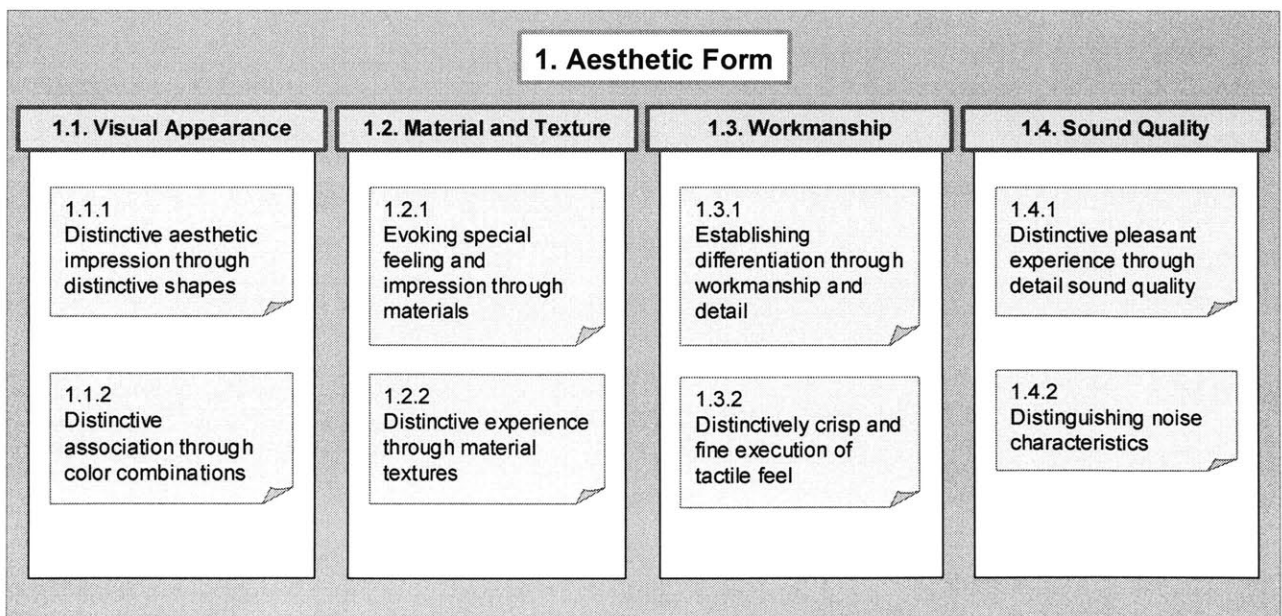 1. Aesthetic Form
1.1. Visual Appearance
1.1.1
Distinctive aesthetic
impression through
distinctive shapes
1.1.2
Distinctive
association through
color combinations
1.2. Material and Texture
1.2.1
Evoking special
feeling and
impression through
materials
1.2.2
Distinctive experience
through material
textures
1.3. Workmanship
1.3.1
Establishing
differentiation through
workmanship and
detail
1.3.2
Distinctively crisp and
fine execution of
tactile feel
1.4. Sound Quality
1.4.1
Distinctive pleasant
experience through
detail sound quality
1.4.2
Distinguishing noise
characteristics